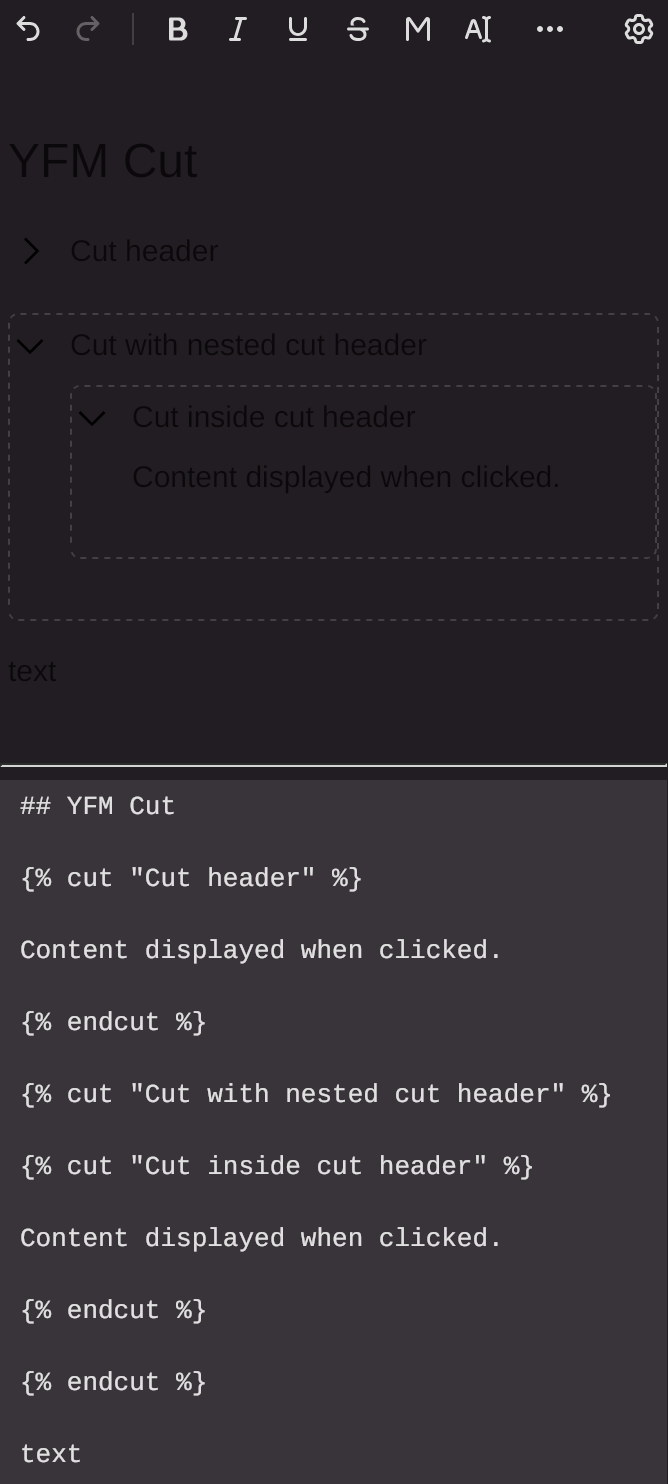 B I U S M AI
YFM Cut
Cut header
Cut with nested cut header
Cut inside cut header
Content displayed when clicked.
text
## YFM Cut
{% cut "Cut header" %}
Content displayed when clicked.
{% endcut %}
{% cut "Cut with nested cut header" %}
{% cut "Cut inside cut header" %}
Content displayed when clicked.
{% endcut %}
{% endcut %}
text